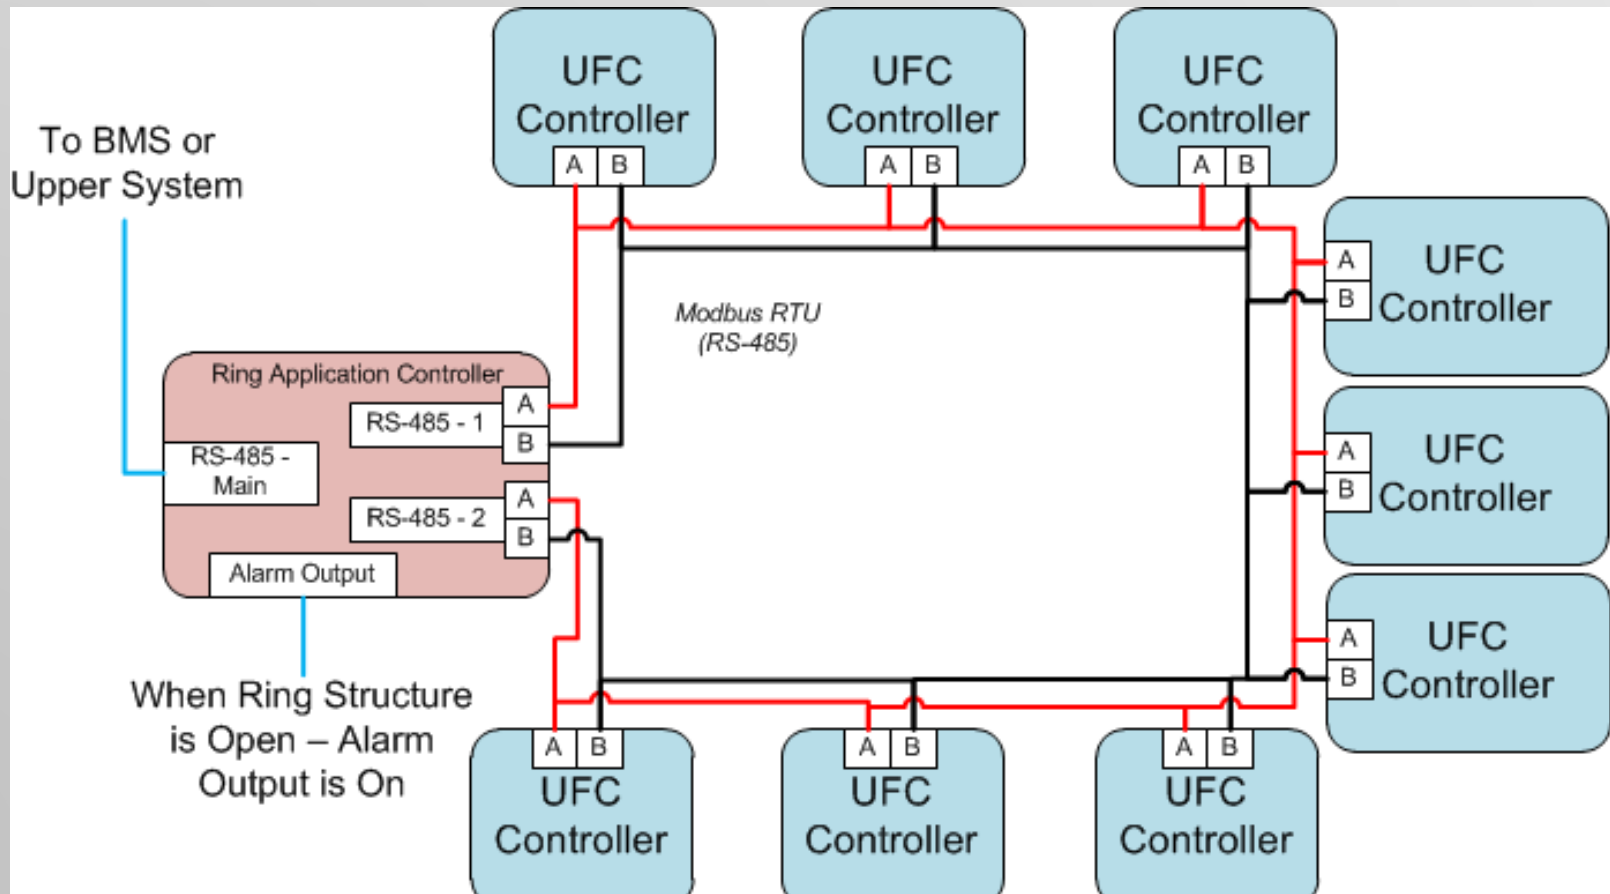 UFC
Controller
A B
UFC
Controller
A B
UFC
Controller
A B
To BMS or
Upper System
A
B
UFC
Controller
Modbus RTU
(RS-485)
Ring Application Controller
RS-485 - 1
A
B
RS-485 -
Main
RS-485 - 2
A
B
Alarm Output
A
B
UFC
Controller
A
B
UFC
Controller
When Ring Structure
is Open – Alarm
Output is On
A B
UFC
Controller
A B
UFC
Controller
A B
UFC
Controller